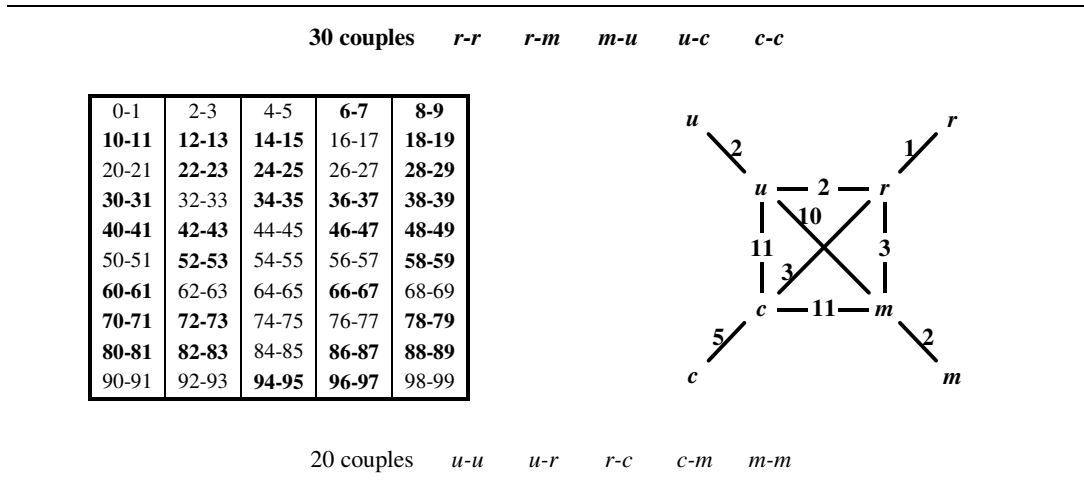 30 couples r-r r-m m-u u-c c-c
0-1 2-3 4-5 6-7 8-9
10-11 12-13 14-15 16-17 18-19
20-21 22-23 24-25 26-27 28-29
30-31 32-33 34-35 36-37 38-39
40-41 42-43 44-45 46-47 48-49
50-51 52-53 54-55 56-57 58-59
60-61 62-63 64-65 66-67 68-69
70-71 72-73 74-75 76-77 78-79
80-81 82-83 84-85 86-87 88-89
90-91 92-93 94-95 96-97 98-99
u r
2 1
u 2 r
10
11 3
3
c 11 m
5 2
c m
20 couples u-u u-r r-c c-m m-m